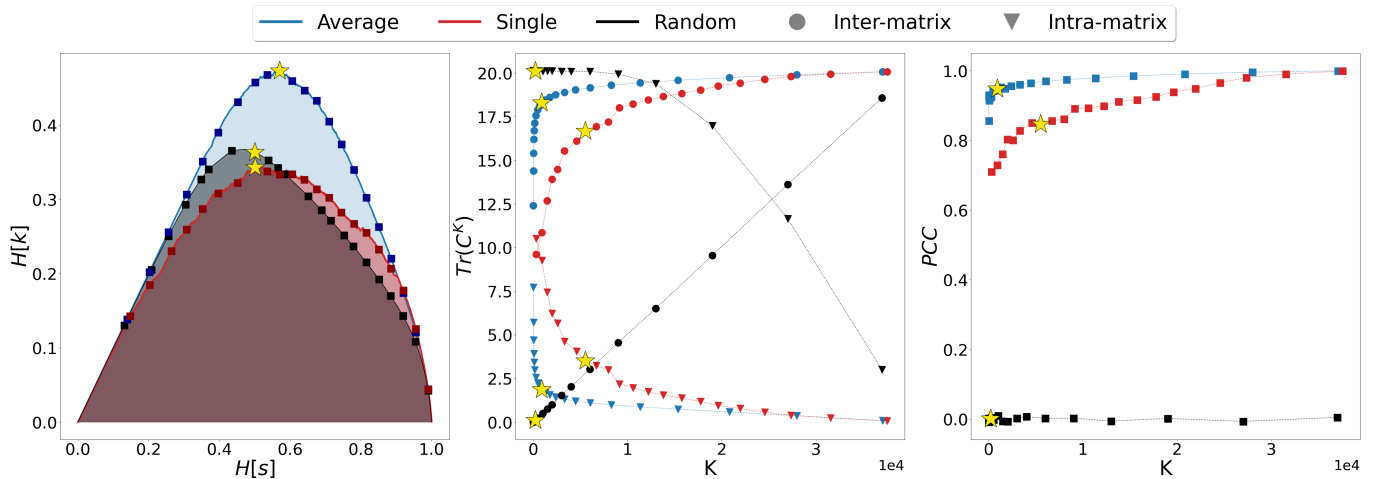 Average Single Random Inter-matrix Intra-matrix
H[k]
0.4
0.3
0.2
0.1
0.0
0.0 0.2 0.4 0.6 0.8 1.0
H[s]
Tr(C^K)
20.0
17.5
15.0
12.5
10.0
7.5
5.0
2.5
0.0
0 1 2 3
K
1e4
PCC
1.0
0.8
0.6
0.4
0.2
0.0
0 1 2 3
K
1e4